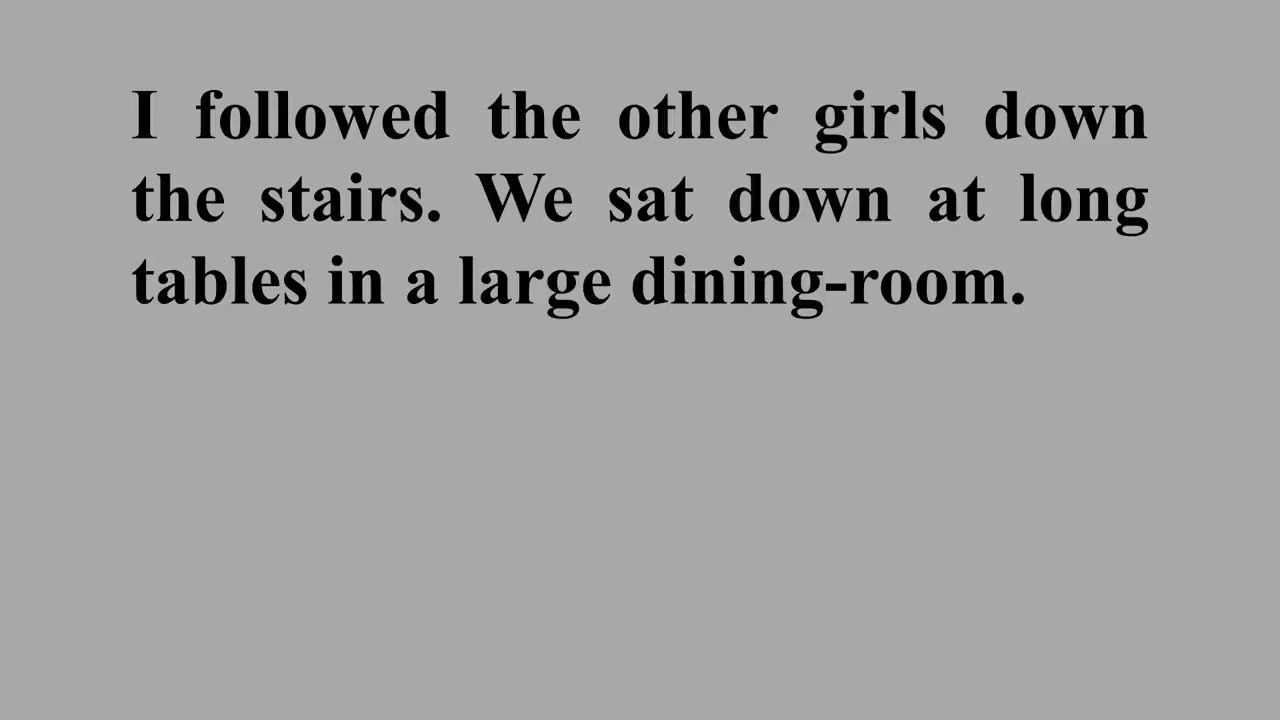 I followed the other girls down
the stairs. We sat down at long
tables in a large dining-room.